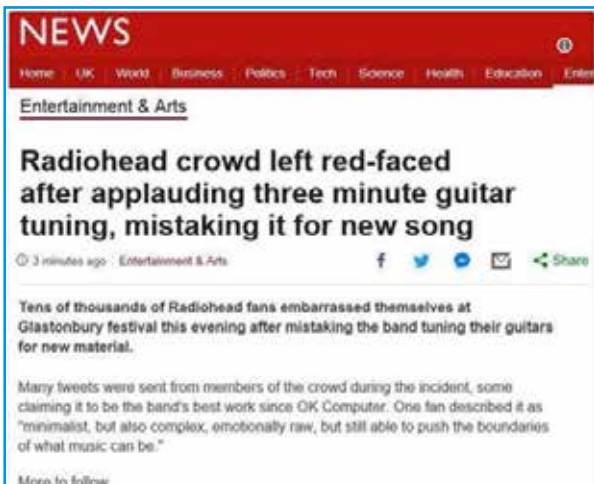 NEWS
Home UK World Business Politics Tech Science Health Education Enter
Entertainment & Arts
Radiohead crowd left red-faced
after applauding three minute guitar
tuning, mistaking it for new song
3 minutes ago Entertainment & Arts
Share
Tens of thousands of Radiohead fans embarrassed themselves at
Glastonbury festival this evening after mistaking the band tuning their guitars
for new material.
Many tweets were sent from members of the crowd during the incident, some
claiming it to be the band's best work since OK Computer. One fan described it as
"minimalist, but also complex, emotionally raw, but still able to push the boundaries
of what music can be."
More to follow